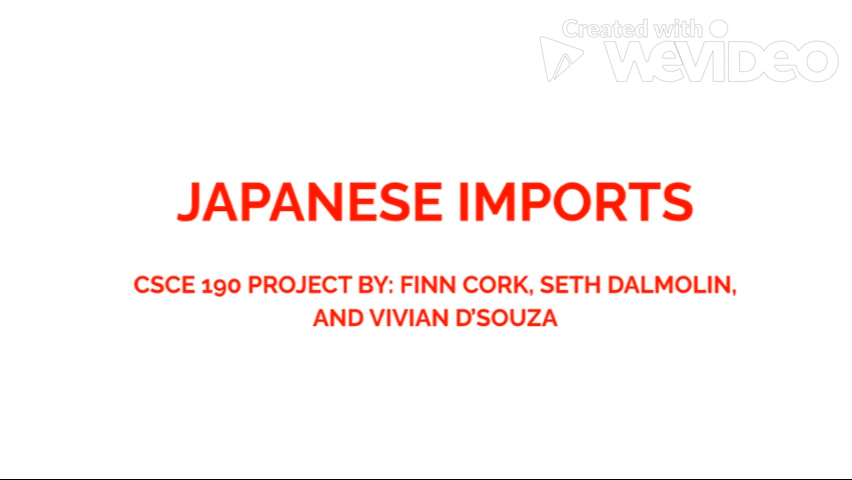 Created with
WEVIDEO
JAPANESE IMPORTS
CSCE 190 PROJECT BY: FINN CORK, SETH DALMOLIN,
AND VIVIAN D'SOUZA